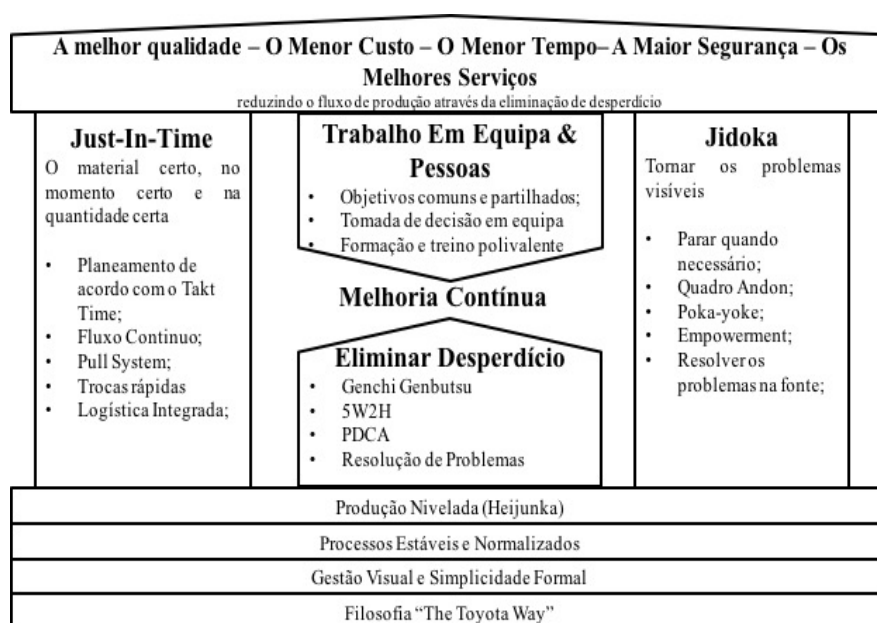 A melhor qualidade – O Menor Custo – O Menor Tempo– A Maior Segurança – Os
Melhores Serviços
reduzindo o fluxo de produção através da eliminação de desperdício
Just-In-Time
O material certo, no
momento certo e na
quantidade certa
• Planeamento de
acordo com o Takt
Time;
• Fluxo Continuo;
• Pull System;
• Trocas rápidas
• Logística Integrada;
Trabalho Em Equipa &
Pessoas
• Objetivos comuns e partilhados;
• Tomada de decisão em equipa
• Formação e treino polivalente
Melhoria Contínua
Eliminar Desperdício
• Genchi Genbutsu
• 5W2H
• PDCA
• Resolução de Problemas
Jidoka
Tornar os problemas
visíveis
• Parar quando
necessário;
• Quadro Andon;
• Poka-yoke;
• Empowerment;
• Resolver os
problemas na fonte;
Produção Nivelada (Heijunka)
Processos Estáveis e Normalizados
Gestão Visual e Simplicidade Formal
Filosofia “The Toyota Way”